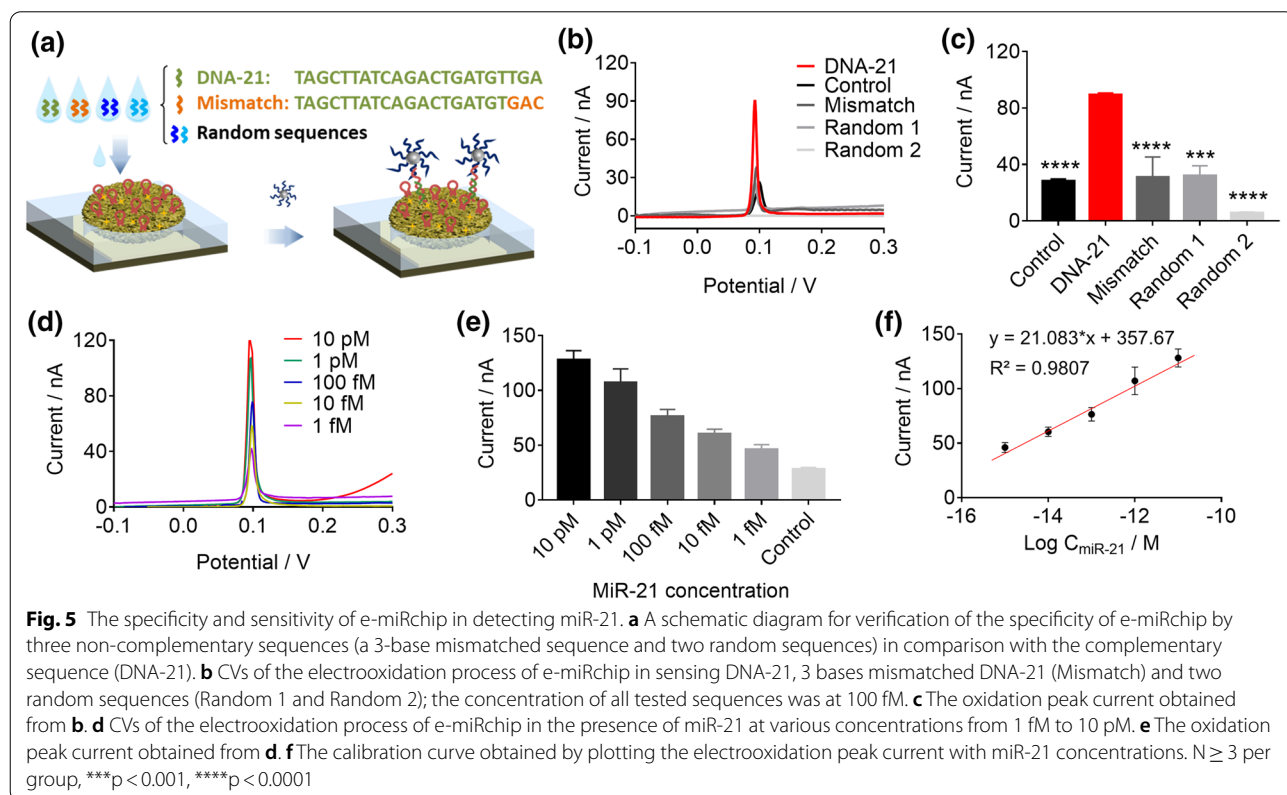 (a)
DNA-21: TAGCTTATCAGACTGATGTTGA
Mismatch: TAGCTTATCAGACTGATGTGAC
Random sequences
(b)
120
90
60
30
0
Current / nA
-0.1 0.0 0.1 0.2 0.3
Potential / V
DNA-21
Control
Mismatch
Random 1
Random 2
(c)
120
80
40
0
Current / nA
**** **** *** ****
Control DNA-21 Mismatch Random 1 Random 2
(d)
120
80
40
0
Current / nA
-0.1 0.0 0.1 0.2 0.3
Potential / V
10 pM
1 pM
100 fM
10 fM
1 fM
(e)
150
100
50
0
Current / nA
10 pM 1 pM 100 fM 10 fM 1 fM Control
MiR-21 concentration
(f)
150
100
50
0
Current / nA
y = 21.083*x + 357.67
R² = 0.9807
-16 -14 -12 -10
Log CmiR-21 / M
Fig. 5 The specificity and sensitivity of e-miRchip in detecting miR-21. a A schematic diagram for verification of the specificity of e-miRchip by
three non-complementary sequences (a 3-base mismatched sequence and two random sequences) in comparison with the complementary
sequence (DNA-21). b CVs of the electrooxidation process of e-miRchip in sensing DNA-21, 3 bases mismatched DNA-21 (Mismatch) and two
random sequences (Random 1 and Random 2); the concentration of all tested sequences was at 100 fM. c The oxidation peak current obtained
from b. d CVs of the electrooxidation process of e-miRchip in the presence of miR-21 at various concentrations from 1 fM to 10 pM. e The oxidation
peak current obtained from d. f The calibration curve obtained by plotting the electrooxidation peak current with miR-21 concentrations. N ≥ 3 per
group, ***p < 0.001, ****p < 0.0001